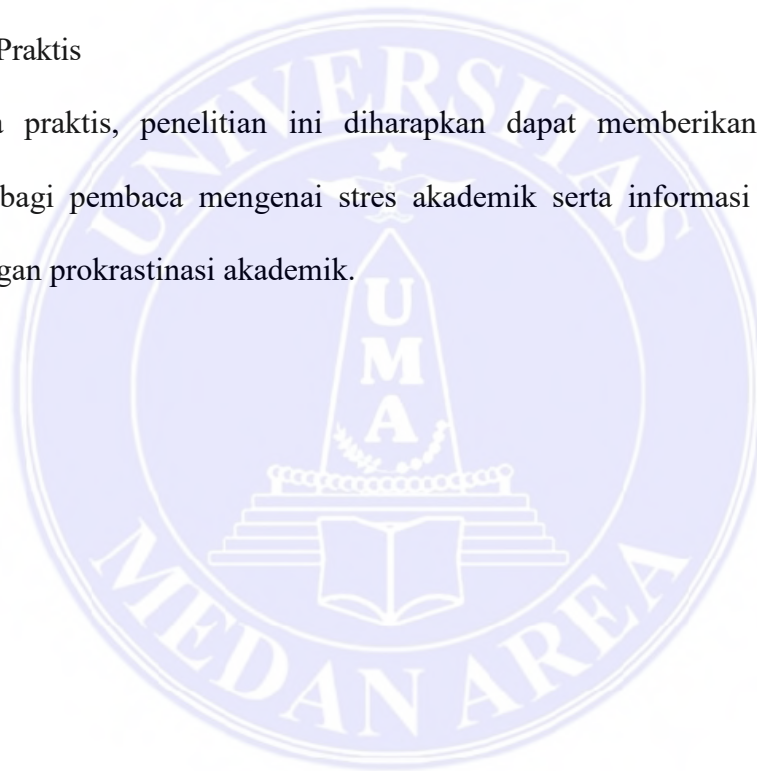 Praktis
praktis, penelitian ini diharapkan dapat memberikan
bagi pembaca mengenai stres akademik serta informasi
gan prokrastinasi akademik.
UNIVERSITAS
U
M
A
MEDAN AREA